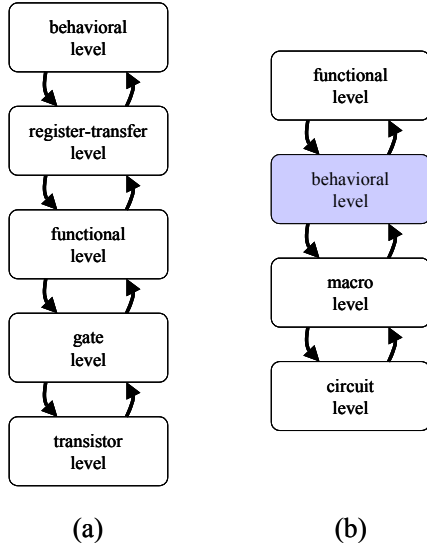 behavioral
level
register-transfer
level
functional
level
gate
level
transistor
level
(a)
functional
level
behavioral
level
macro
level
circuit
level
(b)